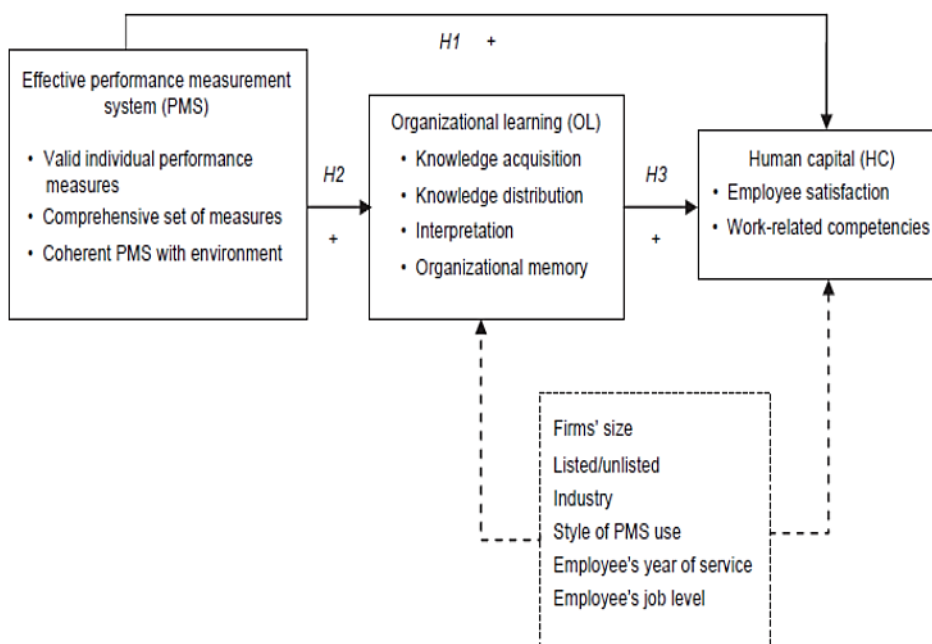 H1 +
Effective performance measurement
system (PMS)
• Valid individual performance
measures
• Comprehensive set of measures
• Coherent PMS with environment
H2
+
Organizational learning (OL)
• Knowledge acquisition
• Knowledge distribution
• Interpretation
• Organizational memory
H3
+
Human capital (HC)
• Employee satisfaction
• Work-related competencies
Firms' size
Listed/unlisted
Industry
Style of PMS use
Employee's year of service
Employee's job level